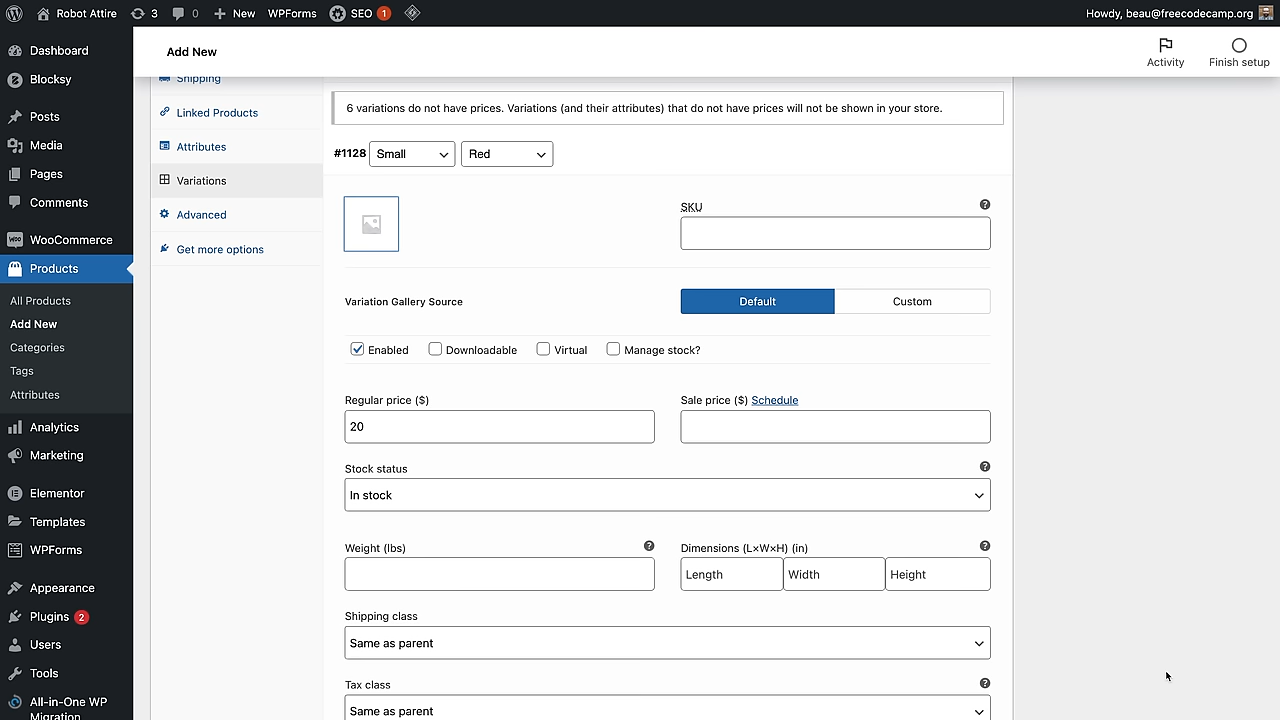 Robot Attire
3
0
New
WPForms
SEO
1
Howdy, beau@freecodecamp.org
Dashboard
Blocksy
Posts
Media
Pages
Comments
WooCommerce
Products
All Products
Add New
Categories
Tags
Attributes
Analytics
Marketing
Elementor
Templates
WPForms
Appearance
Plugins 2
Users
Tools
All-in-One WP
Migration
Add New
Activity
Finish setup
Shipping
Linked Products
Attributes
Variations
Advanced
Get more options
6 variations do not have prices. Variations (and their attributes) that do not have prices will not be shown in your store.
#1128 Small Red
SKU
Variation Gallery Source
Default
Custom
Enabled Downloadable Virtual Manage stock?
Regular price ($)
20
Sale price ($) Schedule
Stock status
In stock
Weight (lbs)
Dimensions (L×W×H) (in)
Length Width Height
Shipping class
Same as parent
Tax class
Same as parent